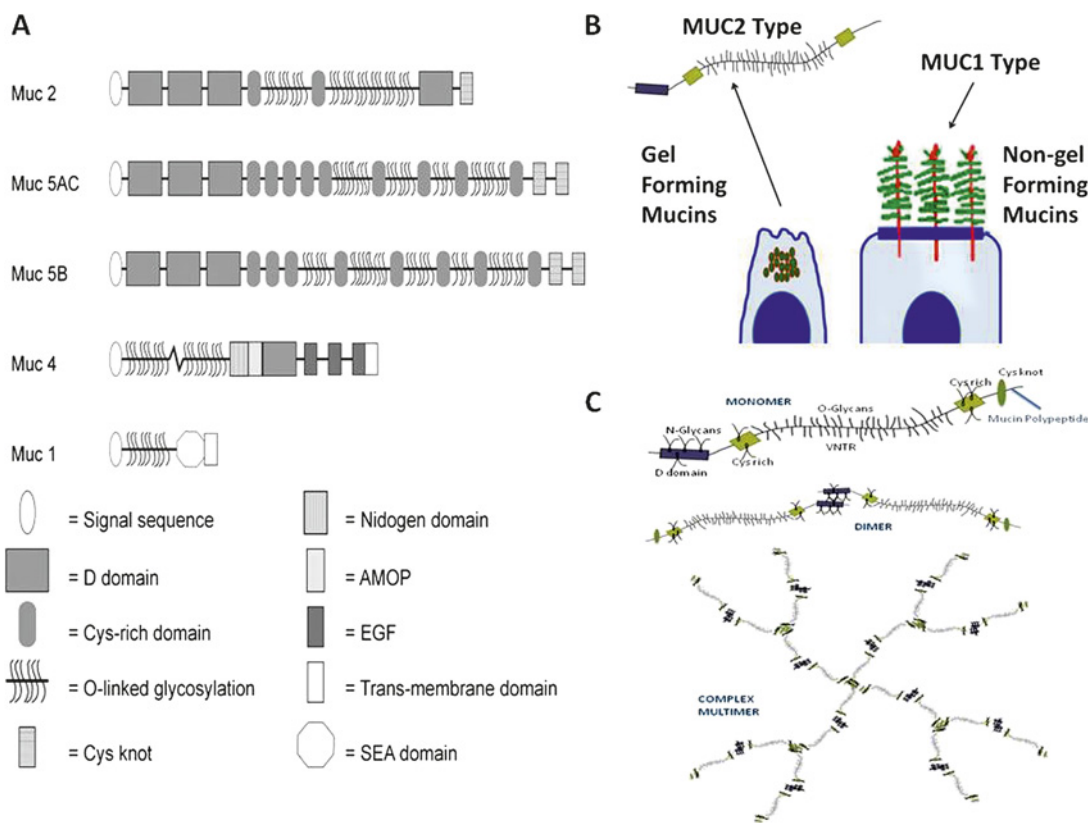 A
Muc 2
Muc 5AC
Muc 5B
Muc 4
Muc 1
= Signal sequence
= D domain
= Cys-rich domain
= O-linked glycosylation
= Cys knot
= Nidogen domain
= AMOP
= EGF
= Trans-membrane domain
= SEA domain
B
MUC2 Type
MUC1 Type
Gel
Forming
Mucins
Non-gel
Forming
Mucins
C
MONOMER
N-Glycans
D domain
Cys rich
O-Glycans
VNTR
Cys rich
Cys knot
Mucin Polypeptide
DIMER
COMPLEX
MULTIMER